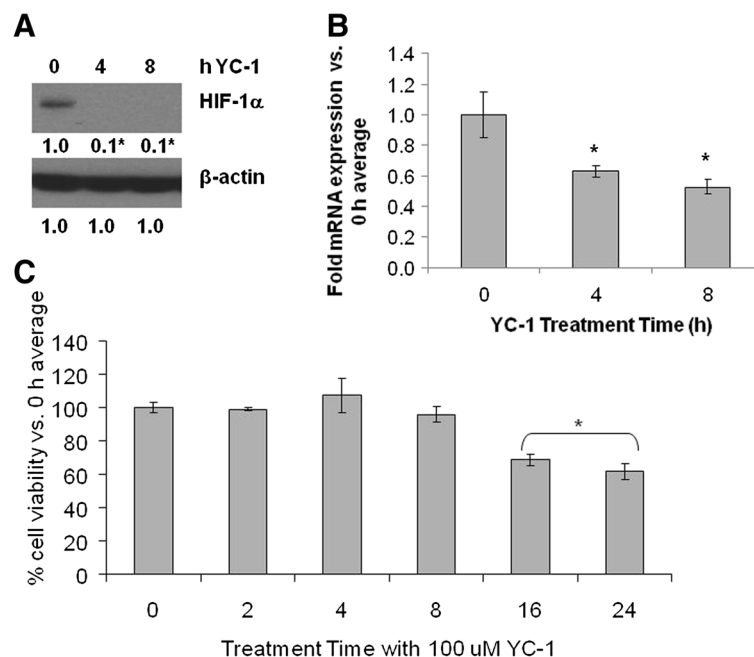 A
0 4 8 h YC-1
HIF-1α
1.0 0.1* 0.1*
β-actin
1.0 1.0 1.0
B
Fold mRNA expression vs.
0 h average
1.4
1.2
1.0
0.8
0.6
0.4
0.2
0.0
* *
0 4 8
YC-1 Treatment Time (h)
C
% cell viability vs. 0 h average
140
120
100
80
60
40
20
0
*
0 2 4 8 16 24
Treatment Time with 100 uM YC-1